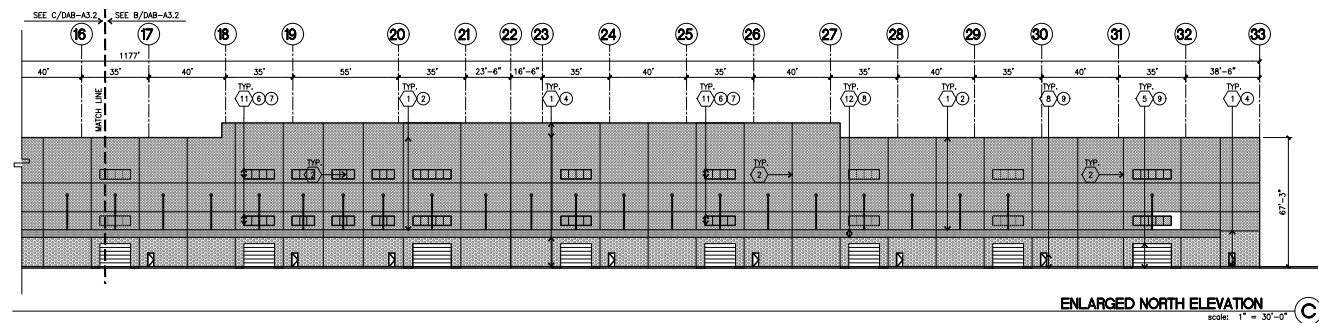 SEE C/DAB-A3.2 SEE B/DAB-A3.2
16 17 18 19 20 21 22 23 24 25 26 27 28 29 30 31 32 33
1177'
40' 35' 40' 35' 55' 35' 23'-6" 16'-6" 35' 40' 35' 40' 35' 40' 35' 40' 35' 38'-6"
MATCH LINE
TYP. TYP. TYP. TYP. TYP. TYP. TYP. TYP. TYP.
11 6 7 1 2 1 4 11 6 7 12 8 1 2 8 9 5 9 1 4
TYP. TYP. TYP.
2 2 2
67'-3"
ENLARGED NORTH ELEVATION
C
scale: 1" = 30'-0"